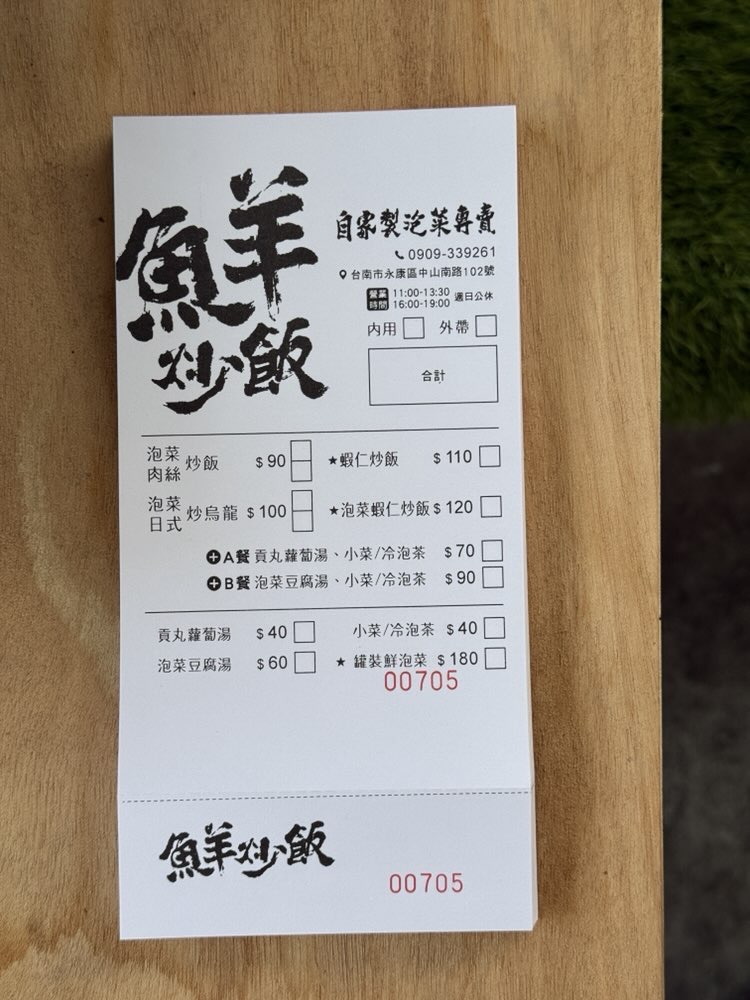 鮮
炒飯
自家製泡菜專賣
0909-339261
台南市永康區中山南路102號
營業時間 11:00-13:30 16:00-19:00 週日公休
內用 外帶
合計
泡菜肉絲 炒飯 $90
★蝦仁炒飯 $110
泡菜日式 炒烏龍 $100
★泡菜蝦仁炒飯 $120
+A餐 貢丸蘿蔔湯、小菜/冷泡茶 $70
+B餐 泡菜豆腐湯、小菜/冷泡茶 $90
貢丸蘿蔔湯 $40
小菜/冷泡茶 $40
泡菜豆腐湯 $60
★ 罐裝鮮泡菜 $180
00705
鮮炒飯
00705